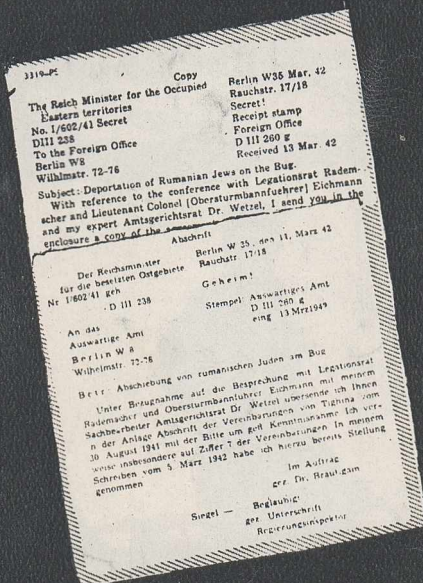 3319-PS
Copy
The Reich Minister for the Occupied
Eastern territories
No. I/602/41 Secret
DIII 238
To the Foreign Office
Berlin W8
Wilhlmstr. 72-76
Berlin W35 Mar. 42
Rauchstr. 17/18
Secret!
Receipt stamp
Foreign Office
D III 260 g
Received 13 Mar. 42
Subject: Deportation of Rumanian Jews on the Bug.
With reference to the conference with Legationsrat Radem-
scher and Lieutenant Colonel [Obersturmbannfuehrer] Eichmann
and my expert Amtsgerichtsrat Dr. Wetzel, I send you in the
enclosure a copy of the
Abschrift
Der Reichsminister
für die besetzten Ostgebiete
Nr 1/602/41 geh
D III 238
Berlin W 35, den 11. März 42
Rauchstr 17/18
Geheim!
Stempel: Auswärtiges Amt
D III 260 g
eing 13 Mrz 1942
An das
Auswärtige Amt
Berlin W 8
Wilhelmstr. 72-76
Betr: Abschiebung von rumänischen Juden am Bug
Unter Bezugnahme auf die Besprechung mit Legationsrat
Rademacher und Obersturmbannführer Eichmann mit meinem
Sachbearbeiter Amtsgerichtsrat Dr Wetzel übersende ich Ihnen
in der Anlage Abschrift der Vereinbarungen von Tighina vom
30 August 1941 mit der Bitte um gefl Kenntnisnahme Ich ver-
weise insbesondere auf Ziffer 7 der Vereinbarungen In meinem
Schreiben vom 5 März 1942 habe ich hierzu bereits Stellung
genommen
Im Auftrag
gez. Dr. Bräutigam
Siegel — Beglaubigt
gez Unterschrift
Regierungsinspektor